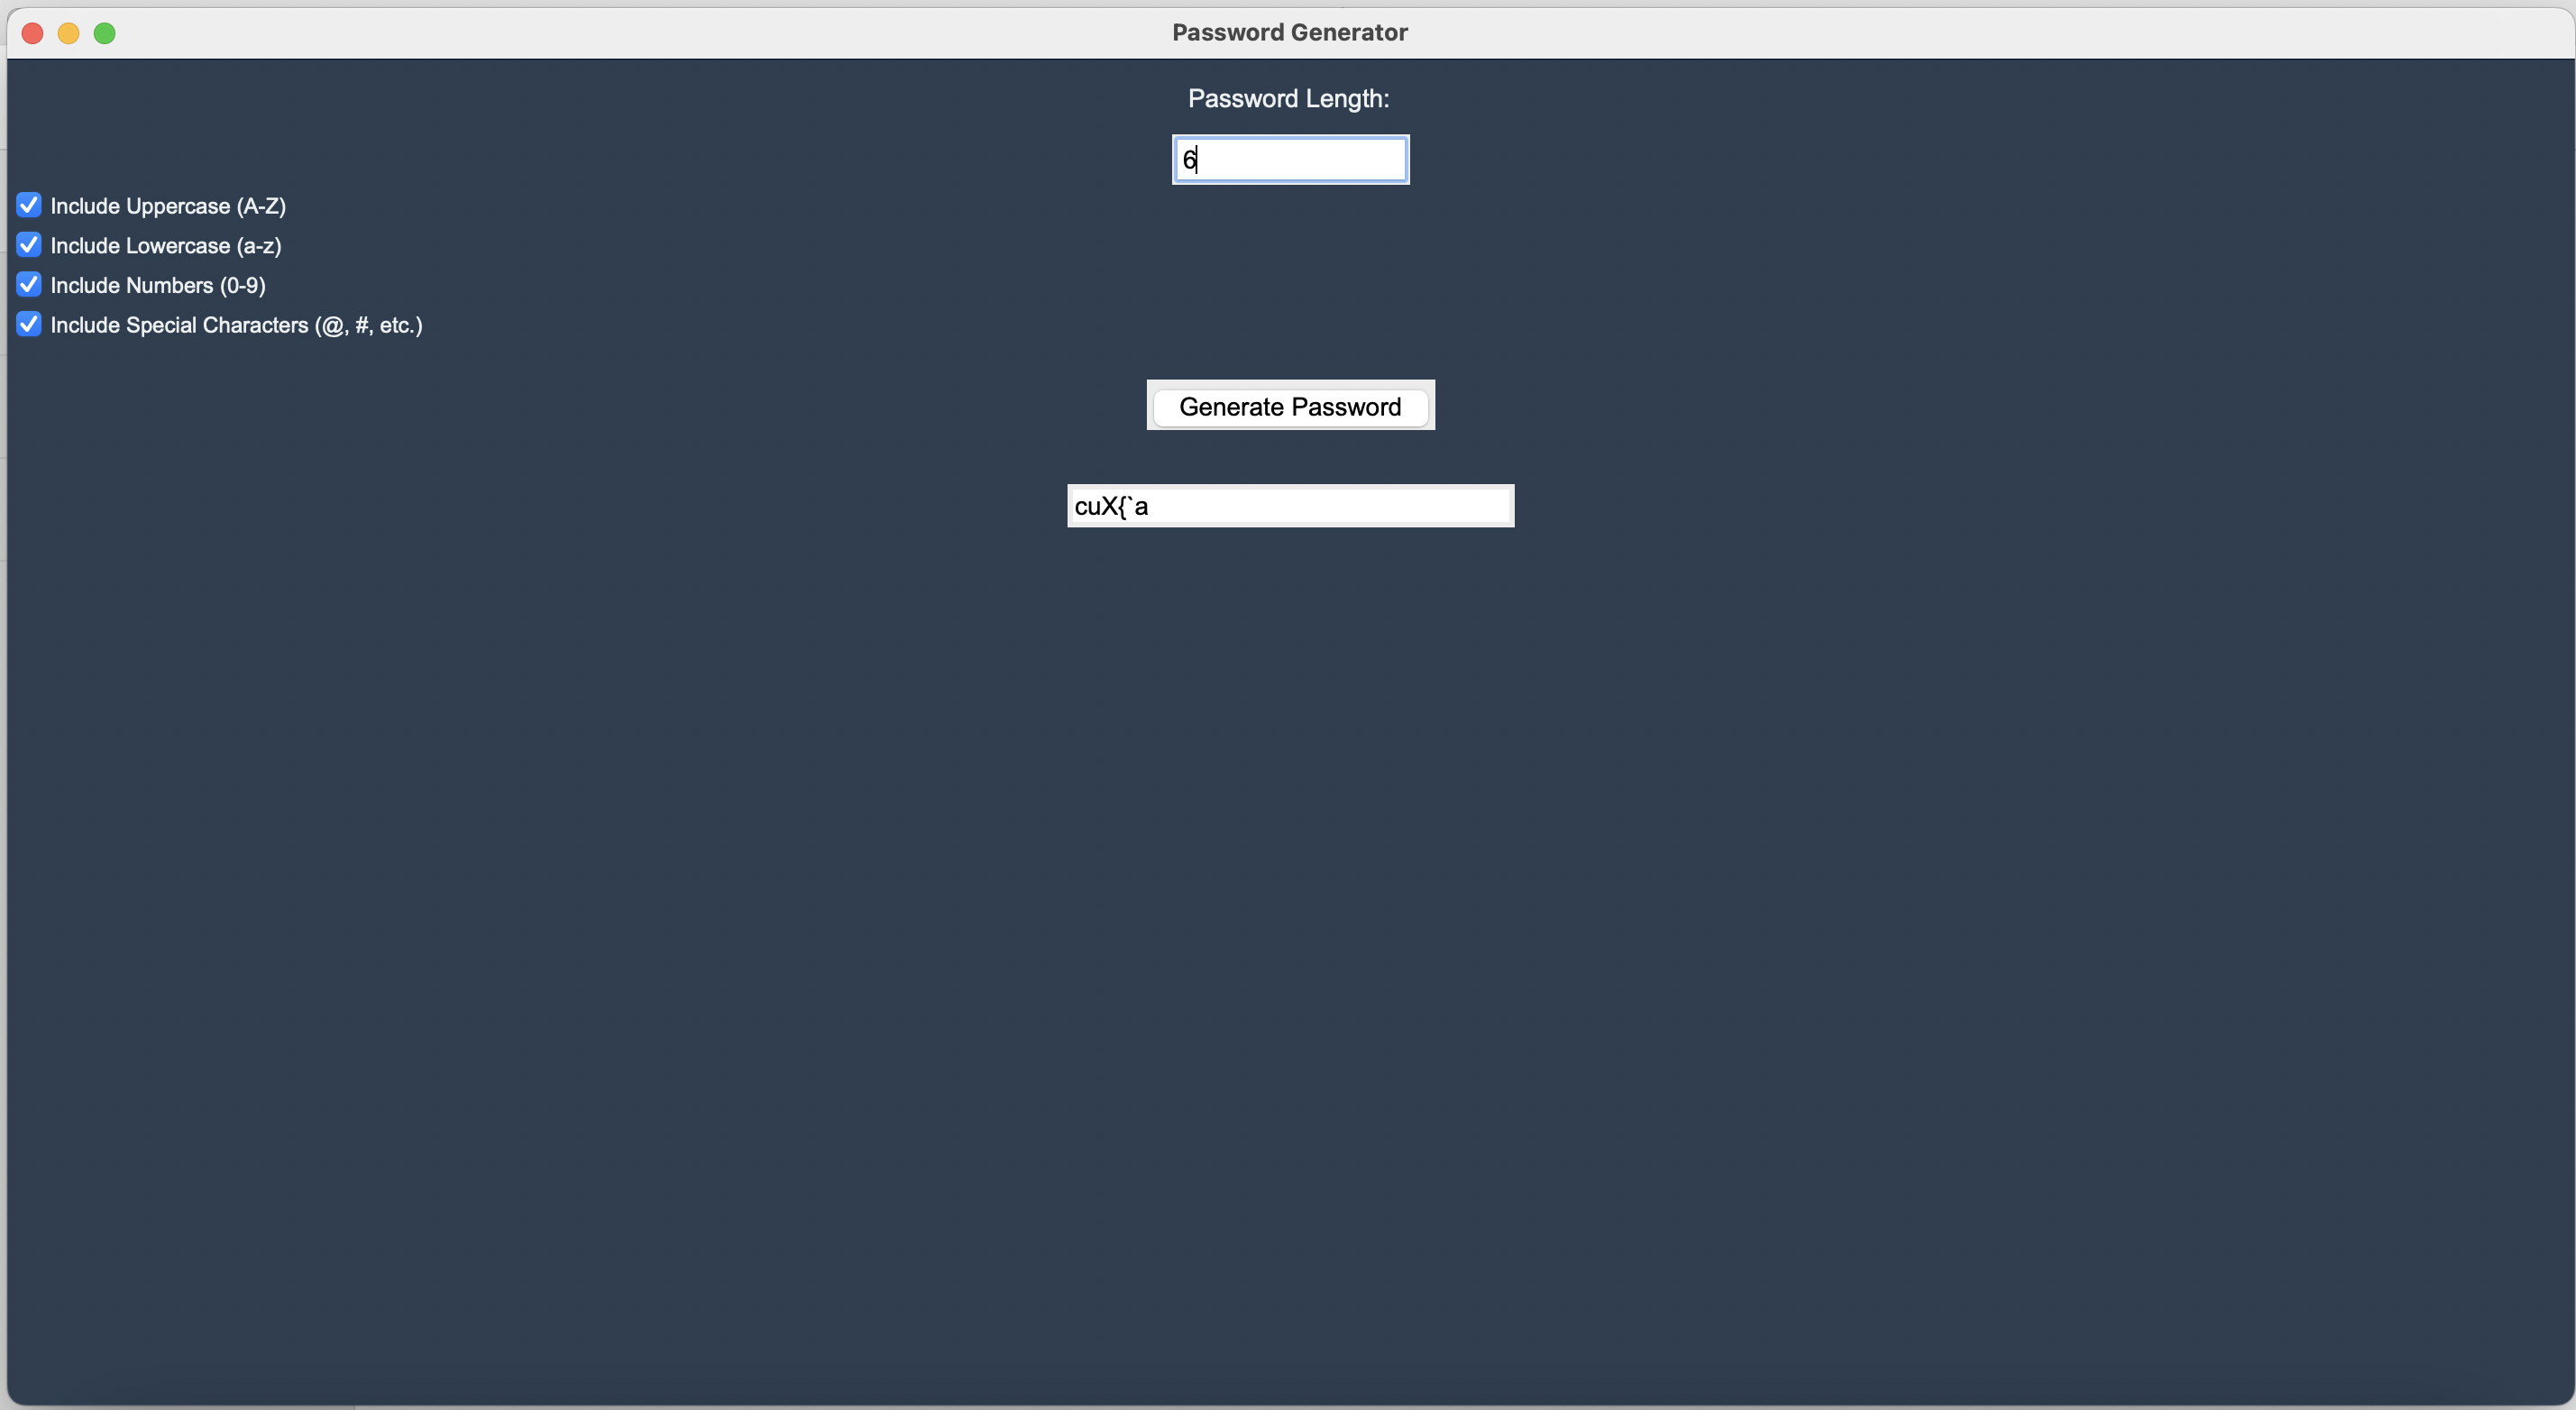 Password Generator
Password Length:
6
Include Uppercase (A-Z)
Include Lowercase (a-z)
Include Numbers (0-9)
Include Special Characters (@, #, etc.)
Generate Password
cuX{`a